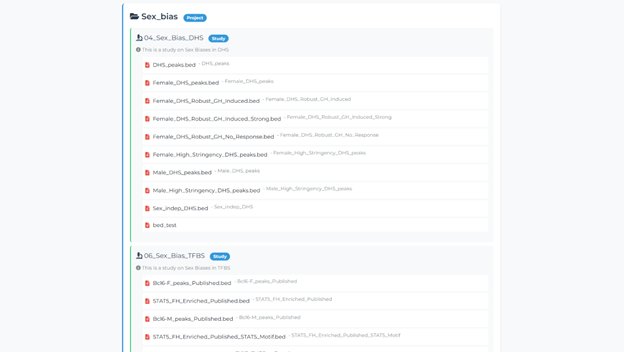 Sex_bias Project
04_Sex_Bias_DHS Study
This is a study on Sex Biases in DHS
DHS_peaks.bed - DHS_peaks
Female_DHS_peaks.bed - Female_DHS_peaks
Female_DHS_Robust_GH_Induced.bed - Female_DHS_Robust_GH_Induced
Female_DHS_Robust_GH_Induced_Strong.bed - Female_DHS_Robust_GH_Induced_Strong
Female_DHS_Robust_GH_No_Response.bed - Female_DHS_Robust_GH_No_Response
Female_High_Stringency_DHS_peaks.bed - Female_High_Stringency_DHS_peaks
Male_DHS_peaks.bed - Male_DHS_peaks
Male_High_Stringency_DHS_peaks.bed - Male_High_Stringency_DHS_peaks
Sex_indep_DHS.bed - Sex_indep_DHS
bed_test
06_Sex_Bias_TFBS Study
This is a study on Sex Biases in TFBS
Bcl6-F_peaks_Published.bed - Bcl6-F_peaks_Published
STAT5_FH_Enriched_Published.bed - STAT5_FH_Enriched_Published
Bcl6-M_peaks_Published.bed - Bcl6-M_peaks_Published
STAT5_FH_Enriched_Published_STAT5_Motif.bed - STAT5_FH_Enriched_Published_STAT5_Motif